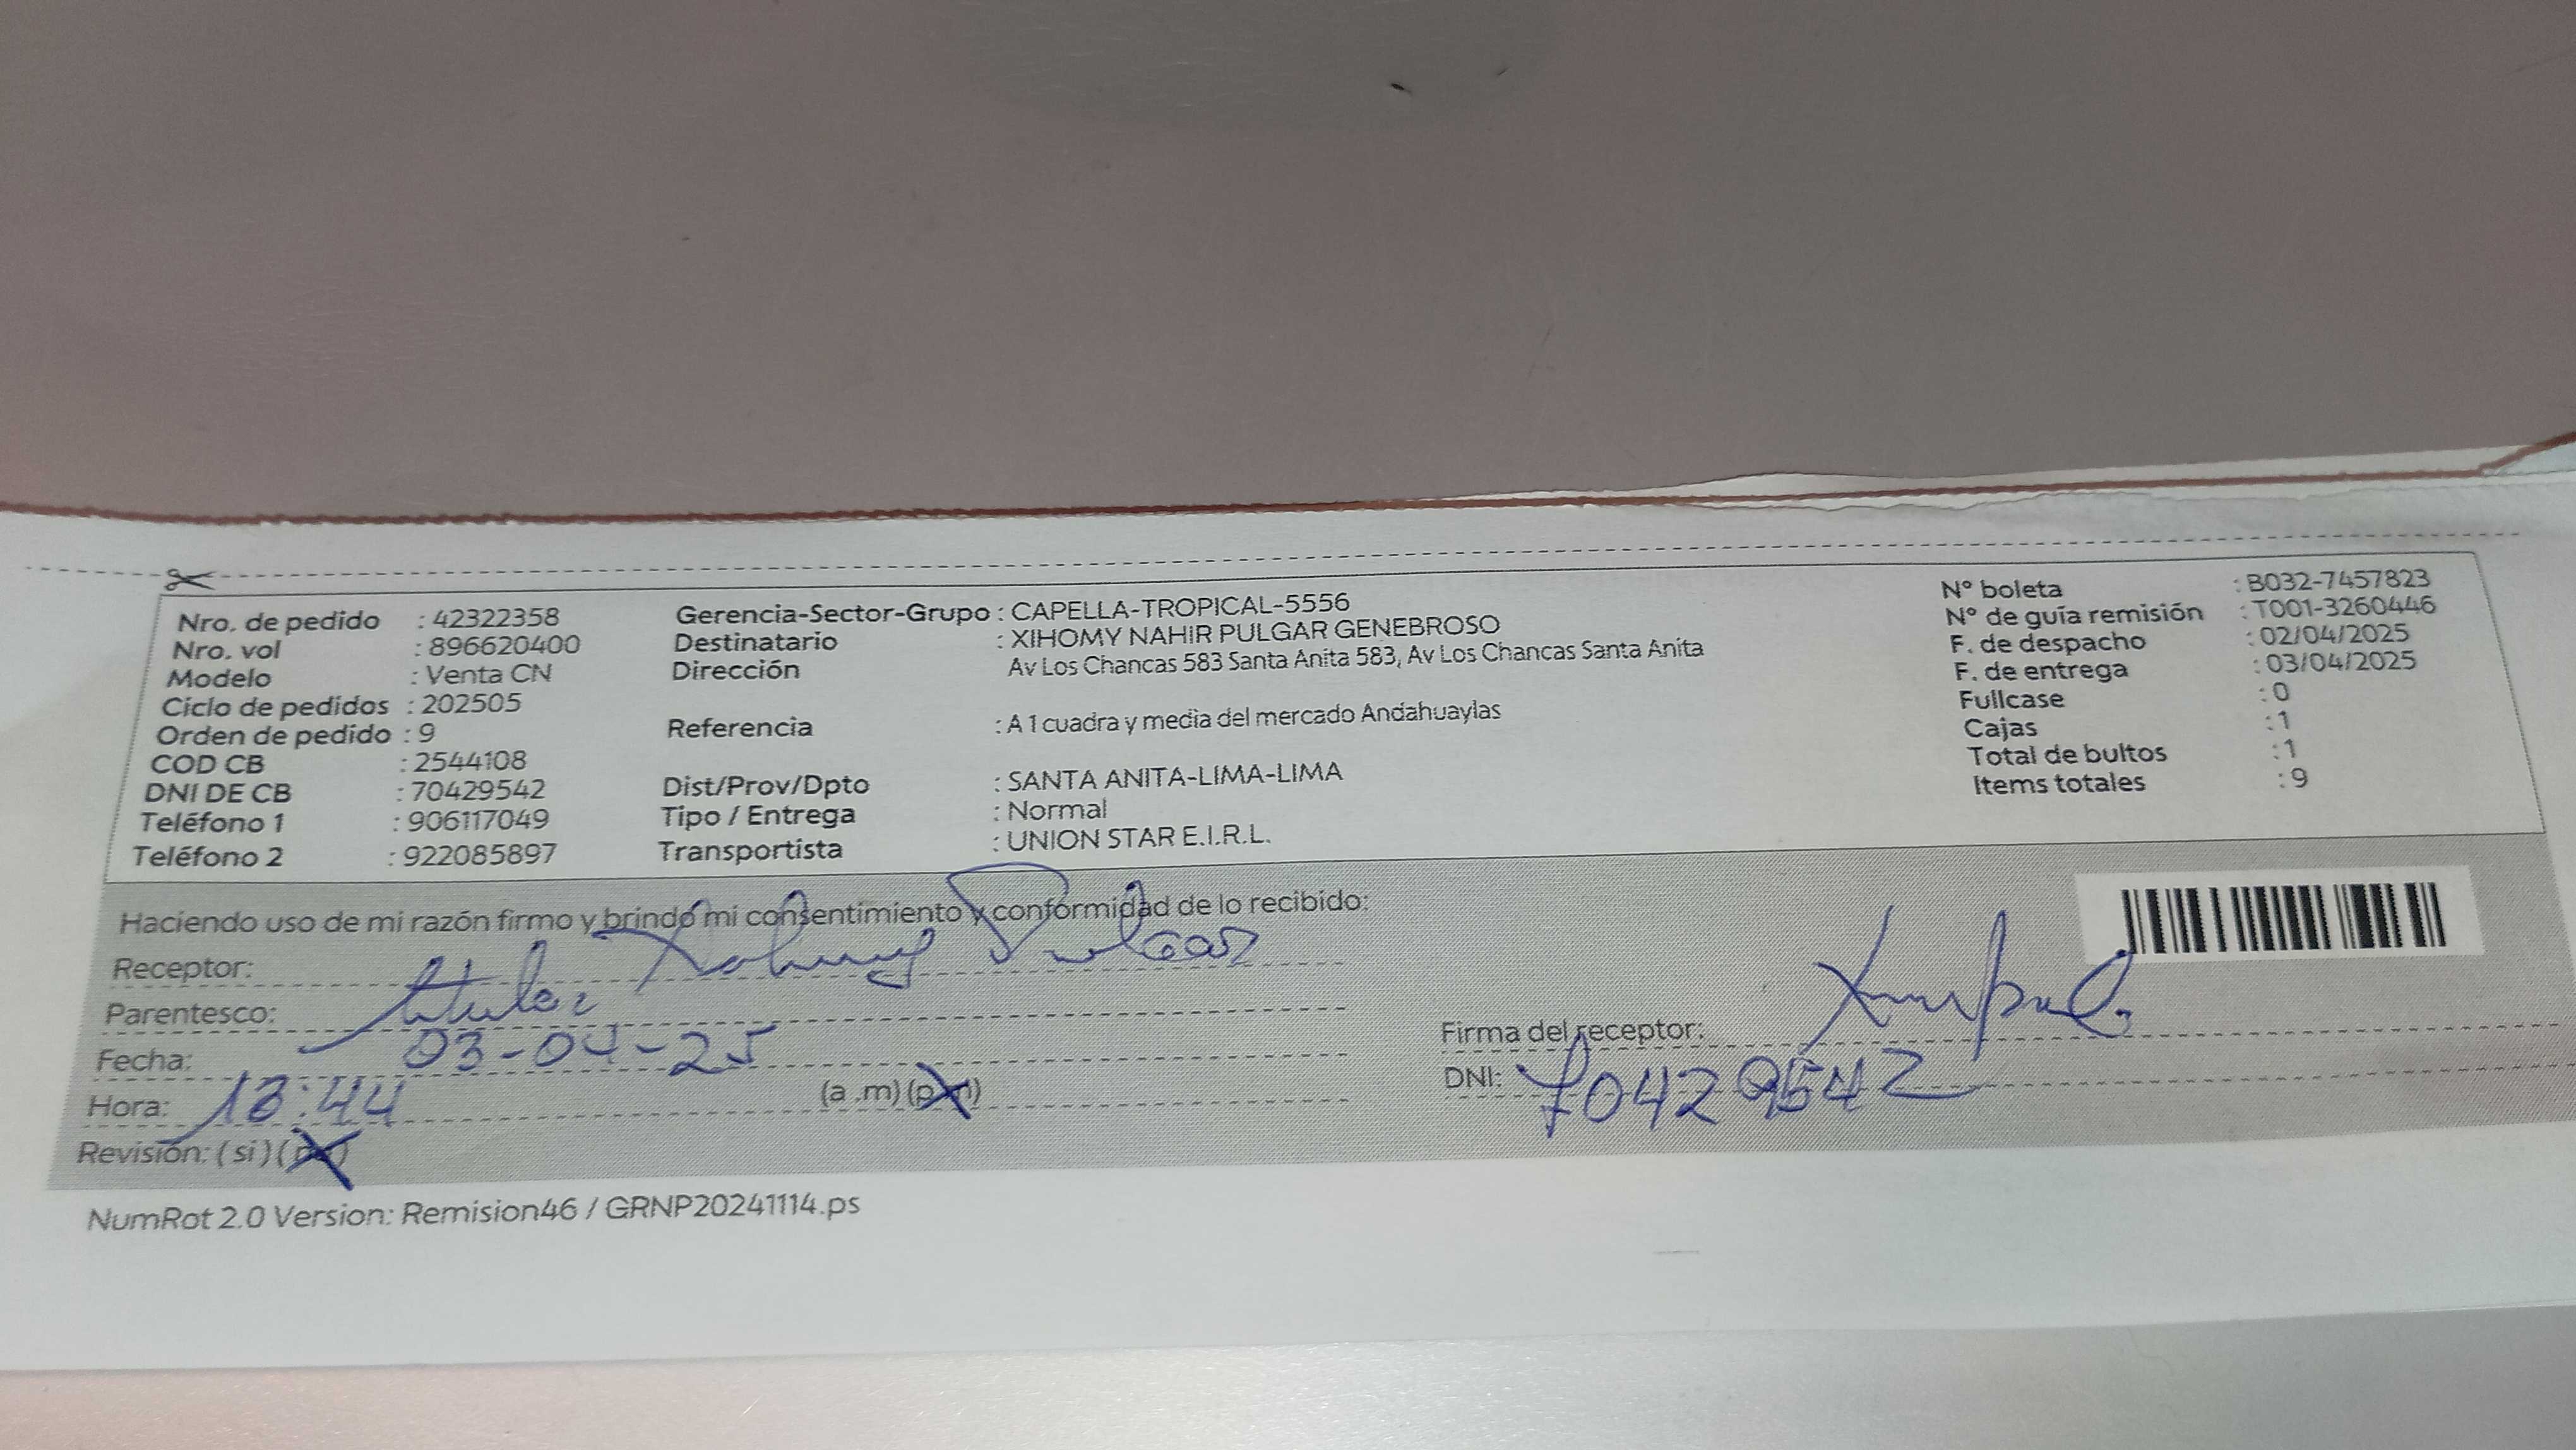 Nro. de pedido : 42322358
Nro. vol : 896620400
Modelo : Venta CN
Ciclo de pedidos : 202505
Orden de pedido : 9
COD CB : 2544108
DNI DE CB : 70429542
Teléfono 1 : 906117049
Teléfono 2 : 922085897
Gerencia-Sector-Grupo : CAPELLA-TROPICAL-5556
Destinatario : XIHOMY NAHIR PULGAR GENEBROSO
Dirección Av Los Chancas 583 Santa Anita 583, Av Los Chancas Santa Anita
Referencia : A 1 cuadra y media del mercado Andahuaylas
Dist/Prov/Dpto : SANTA ANITA-LIMA-LIMA
Tipo / Entrega : Normal
Transportista : UNION STAR E.I.R.L.
N° boleta : B032-7457823
N° de guía remisión : T001-3260446
F. de despacho : 02/04/2025
F. de entrega : 03/04/2025
Fullcase : 0
Cajas : 1
Total de bultos : 1
Items totales : 9
Haciendo uso de mi razón firmo y brindo mi consentimiento y conformidad de lo recibido:
Receptor: Pulgar
Parentesco: titular
Fecha: 03-04-25
Hora: 13:44 (a .m) (p.m)
Revisión: ( si ) ( no )
Firma del receptor:
DNI: 70429542
NumRot 2.0 Version: Remision46 / GRNP20241114.ps